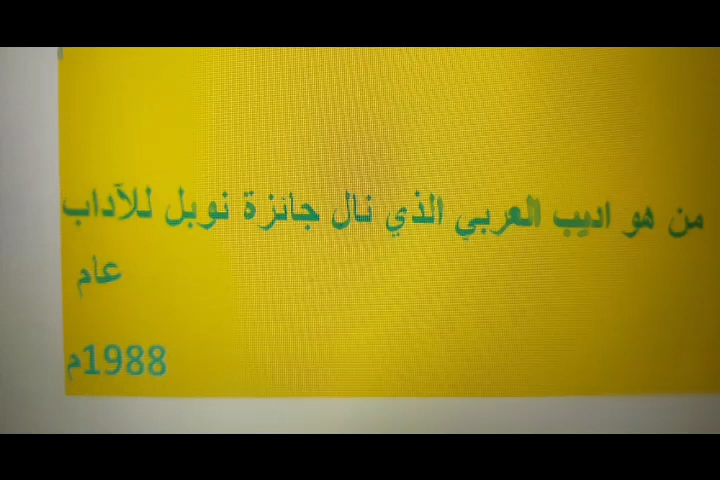 من هو اديب العربي الذي نال جائزة نوبل للآداب
عام
1988م